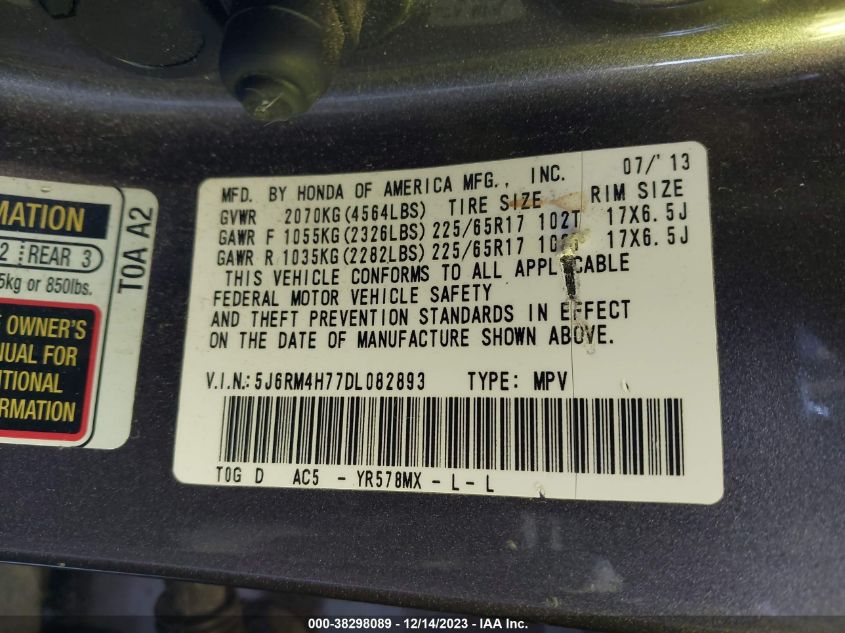 MATION
2 REAR 3
5kg or 850lbs.
OWNER'S
FOR
T0A A2
MFD. BY HONDA OF AMERICA MFG., INC. 07/'13
GVWR 2070KG(4564LBS) TIRE SIZE RIM SIZE
GAWR F 1055KG(2326LBS) 225/65R17 102T 17X6.5J
GAWR R 1035KG(2282LBS) 225/65R17 17X6.5J
THIS VEHICLE CONFORMS TO ALL APPLICABLE
FEDERAL MOTOR VEHICLE SAFETY
AND THEFT PREVENTION STANDARDS IN EFFECT
ON THE DATE OF MANUFACTURE SHOWN ABOVE.
V.I.N.: 5J6RM4H77DL082893 TYPE: MPV
T0G D AC5 - YR578MX - L - L
000-38298089 - 12/14/2023 - IAA Inc.